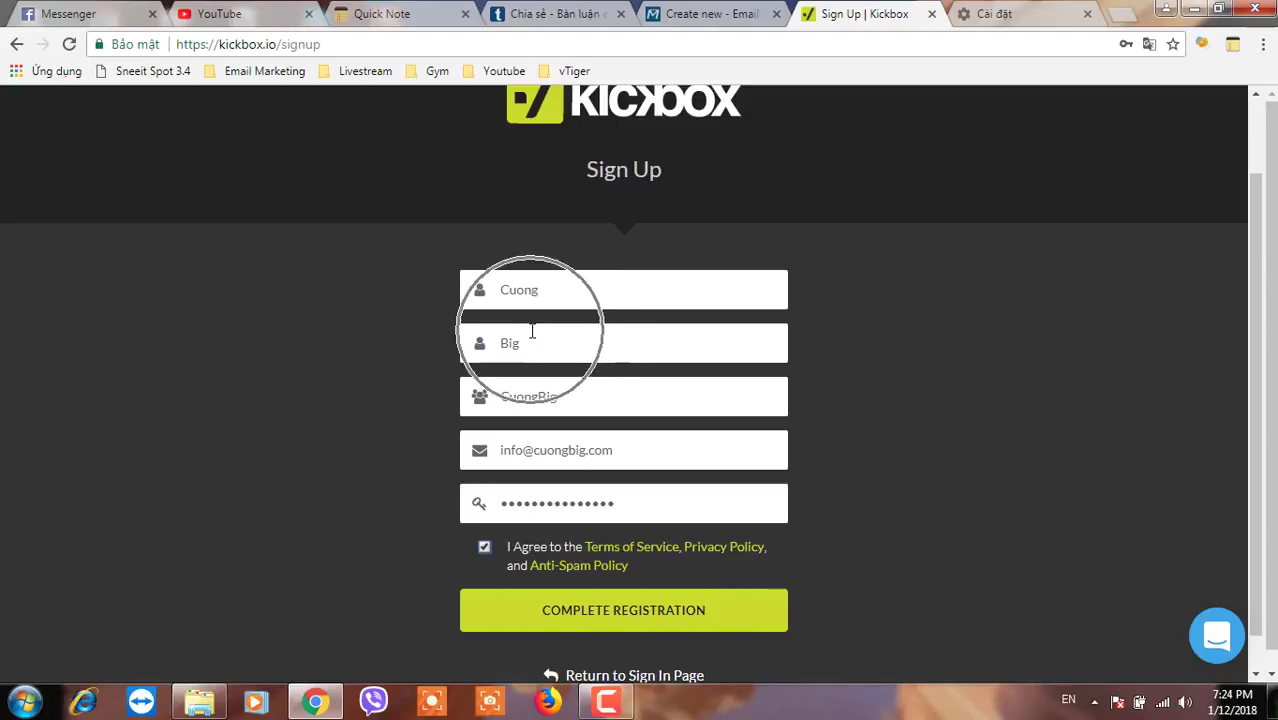 Messenger
YouTube
Quick Note
Chia sẻ - Bàn luận c
Create new - Email
Sign Up | Kickbox
Cài đặt
Bảo mật
https://kickbox.io/signup
Ứng dụng
Sneeit Spot 3.4
Email Marketing
Livestream
Gym
Youtube
vTiger
KICKBOX
Sign Up
Cuong
Big
CuongBig
info@cuongbig.com
•••••••••••••••
I Agree to the Terms of Service, Privacy Policy,
and Anti-Spam Policy
COMPLETE REGISTRATION
Return to Sign In Page
EN
7:24 PM
1/12/2018